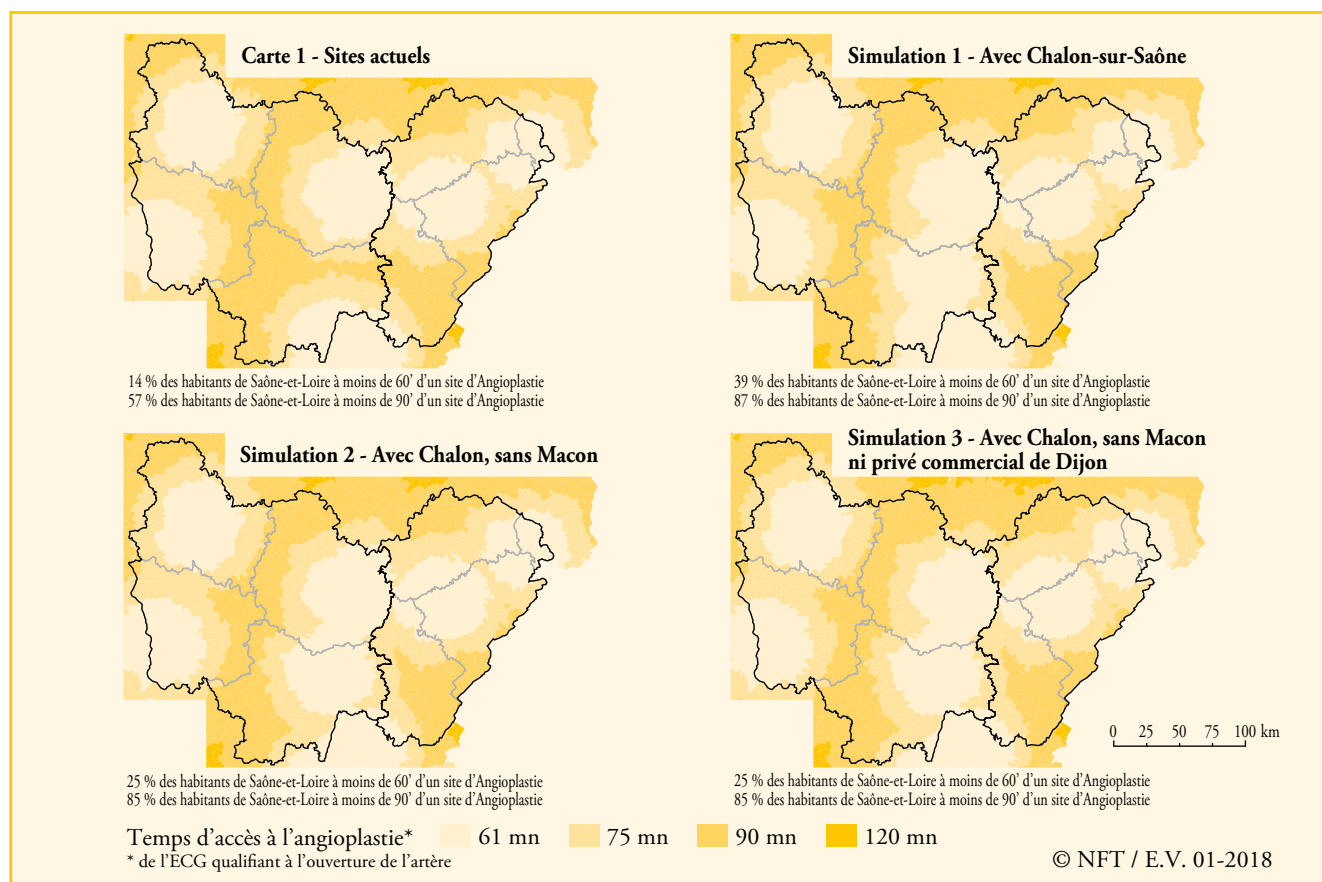 Carte 1 - Sites actuels
14 % des habitants de Saône-et-Loire à moins de 60’ d’un site d’Angioplastie
57 % des habitants de Saône-et-Loire à moins de 90’ d’un site d’Angioplastie
Simulation 1 - Avec Chalon-sur-Saône
39 % des habitants de Saône-et-Loire à moins de 60’ d’un site d’Angioplastie
87 % des habitants de Saône-et-Loire à moins de 90’ d’un site d’Angioplastie
Simulation 2 - Avec Chalon, sans Macon
25 % des habitants de Saône-et-Loire à moins de 60’ d’un site d’Angioplastie
85 % des habitants de Saône-et-Loire à moins de 90’ d’un site d’Angioplastie
Simulation 3 - Avec Chalon, sans Macon
ni privé commercial de Dijon
0 25 50 75 100 km
25 % des habitants de Saône-et-Loire à moins de 60’ d’un site d’Angioplastie
85 % des habitants de Saône-et-Loire à moins de 90’ d’un site d’Angioplastie
Temps d’accès à l’angioplastie* 61 mn 75 mn 90 mn 120 mn
* de l’ECG qualifiant à l’ouverture de l’artère
© NFT / E.V. 01-2018